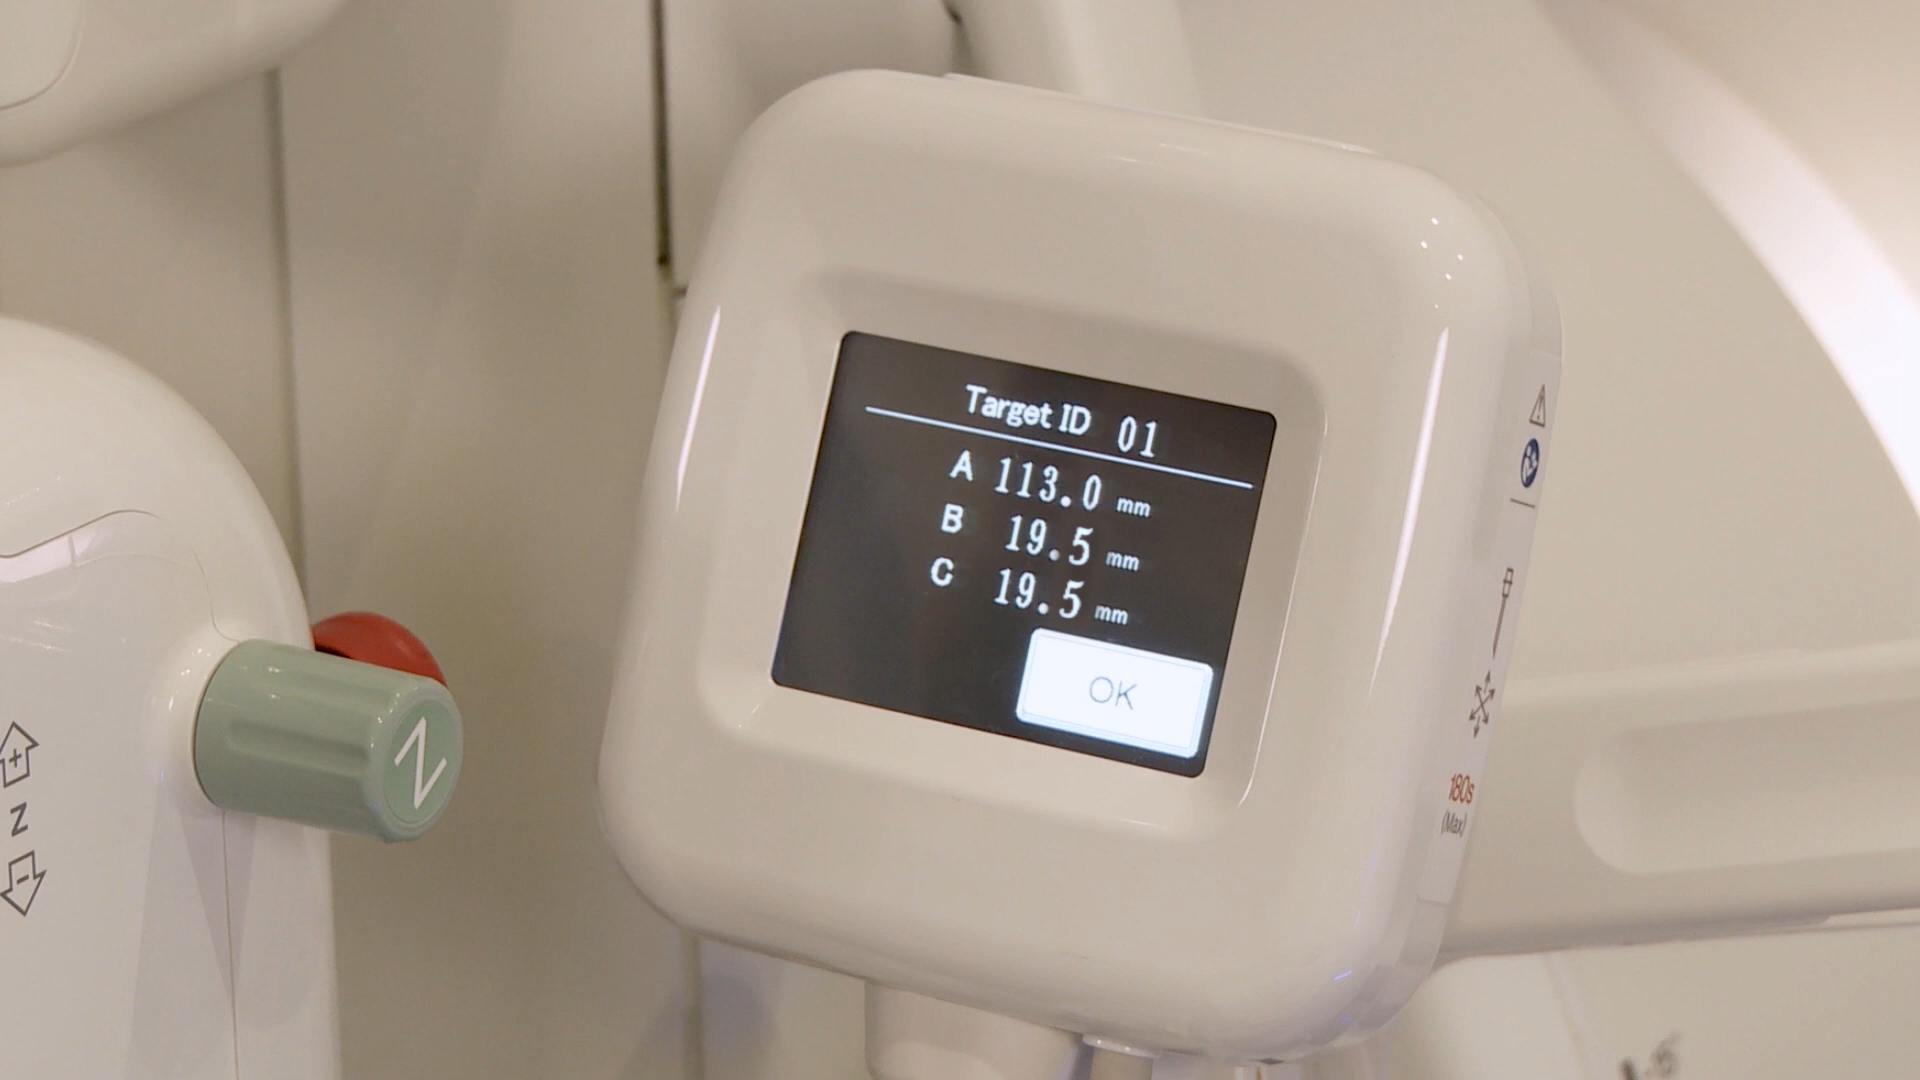 Target ID 01
A 113.0 mm
B 19.5 mm
C 19.5 mm
OK
Z
+
Z
-
180s
(Max)